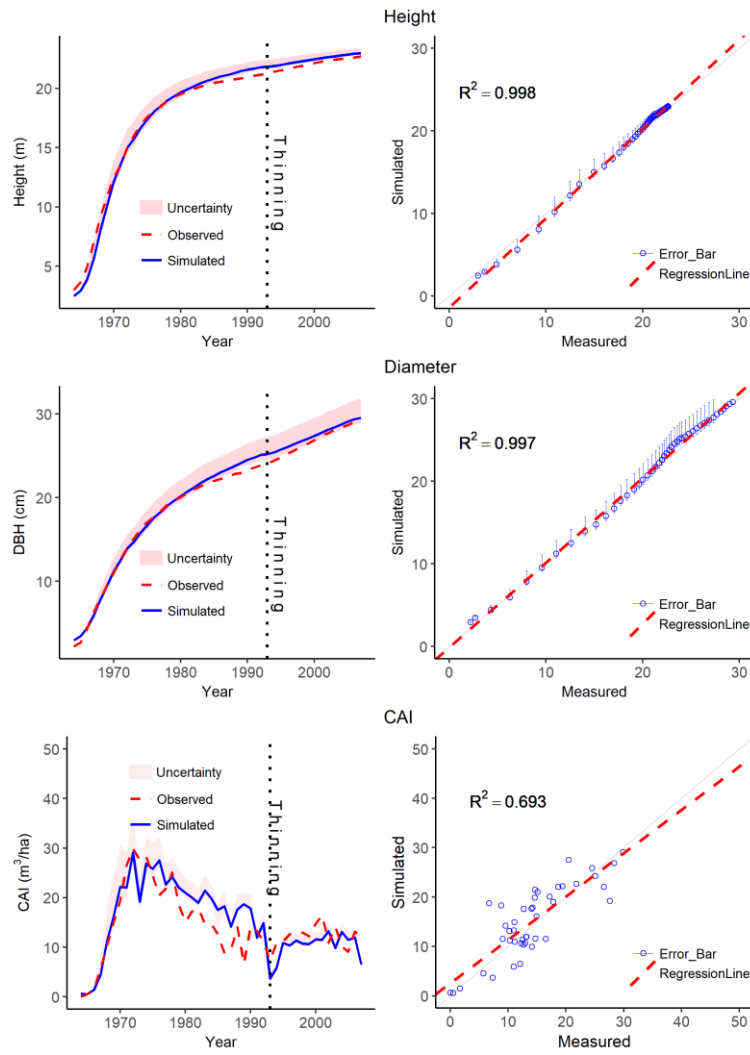 Height
20
15
10
5
Height (m)
Uncertainty
Observed
Simulated
Thinning
1970
1980
1990
2000
Year
30
20
10
0
Simulated
R² = 0.998
Error_Bar
RegressionLine
0
10
20
30
Measured
Diameter
30
20
10
DBH (cm)
Uncertainty
Observed
Simulated
Thinning
1970
1980
1990
2000
Year
30
20
10
0
Simulated
R² = 0.997
Error_Bar
RegressionLine
0
10
20
30
Measured
CAI
50
40
30
20
10
0
CAI (m³/ha)
Uncertainty
Observed
Simulated
Thinning
1970
1980
1990
2000
Year
50
40
30
20
10
0
Simulated
R² = 0.693
Error_Bar
RegressionLine
0
10
20
30
40
50
Measured